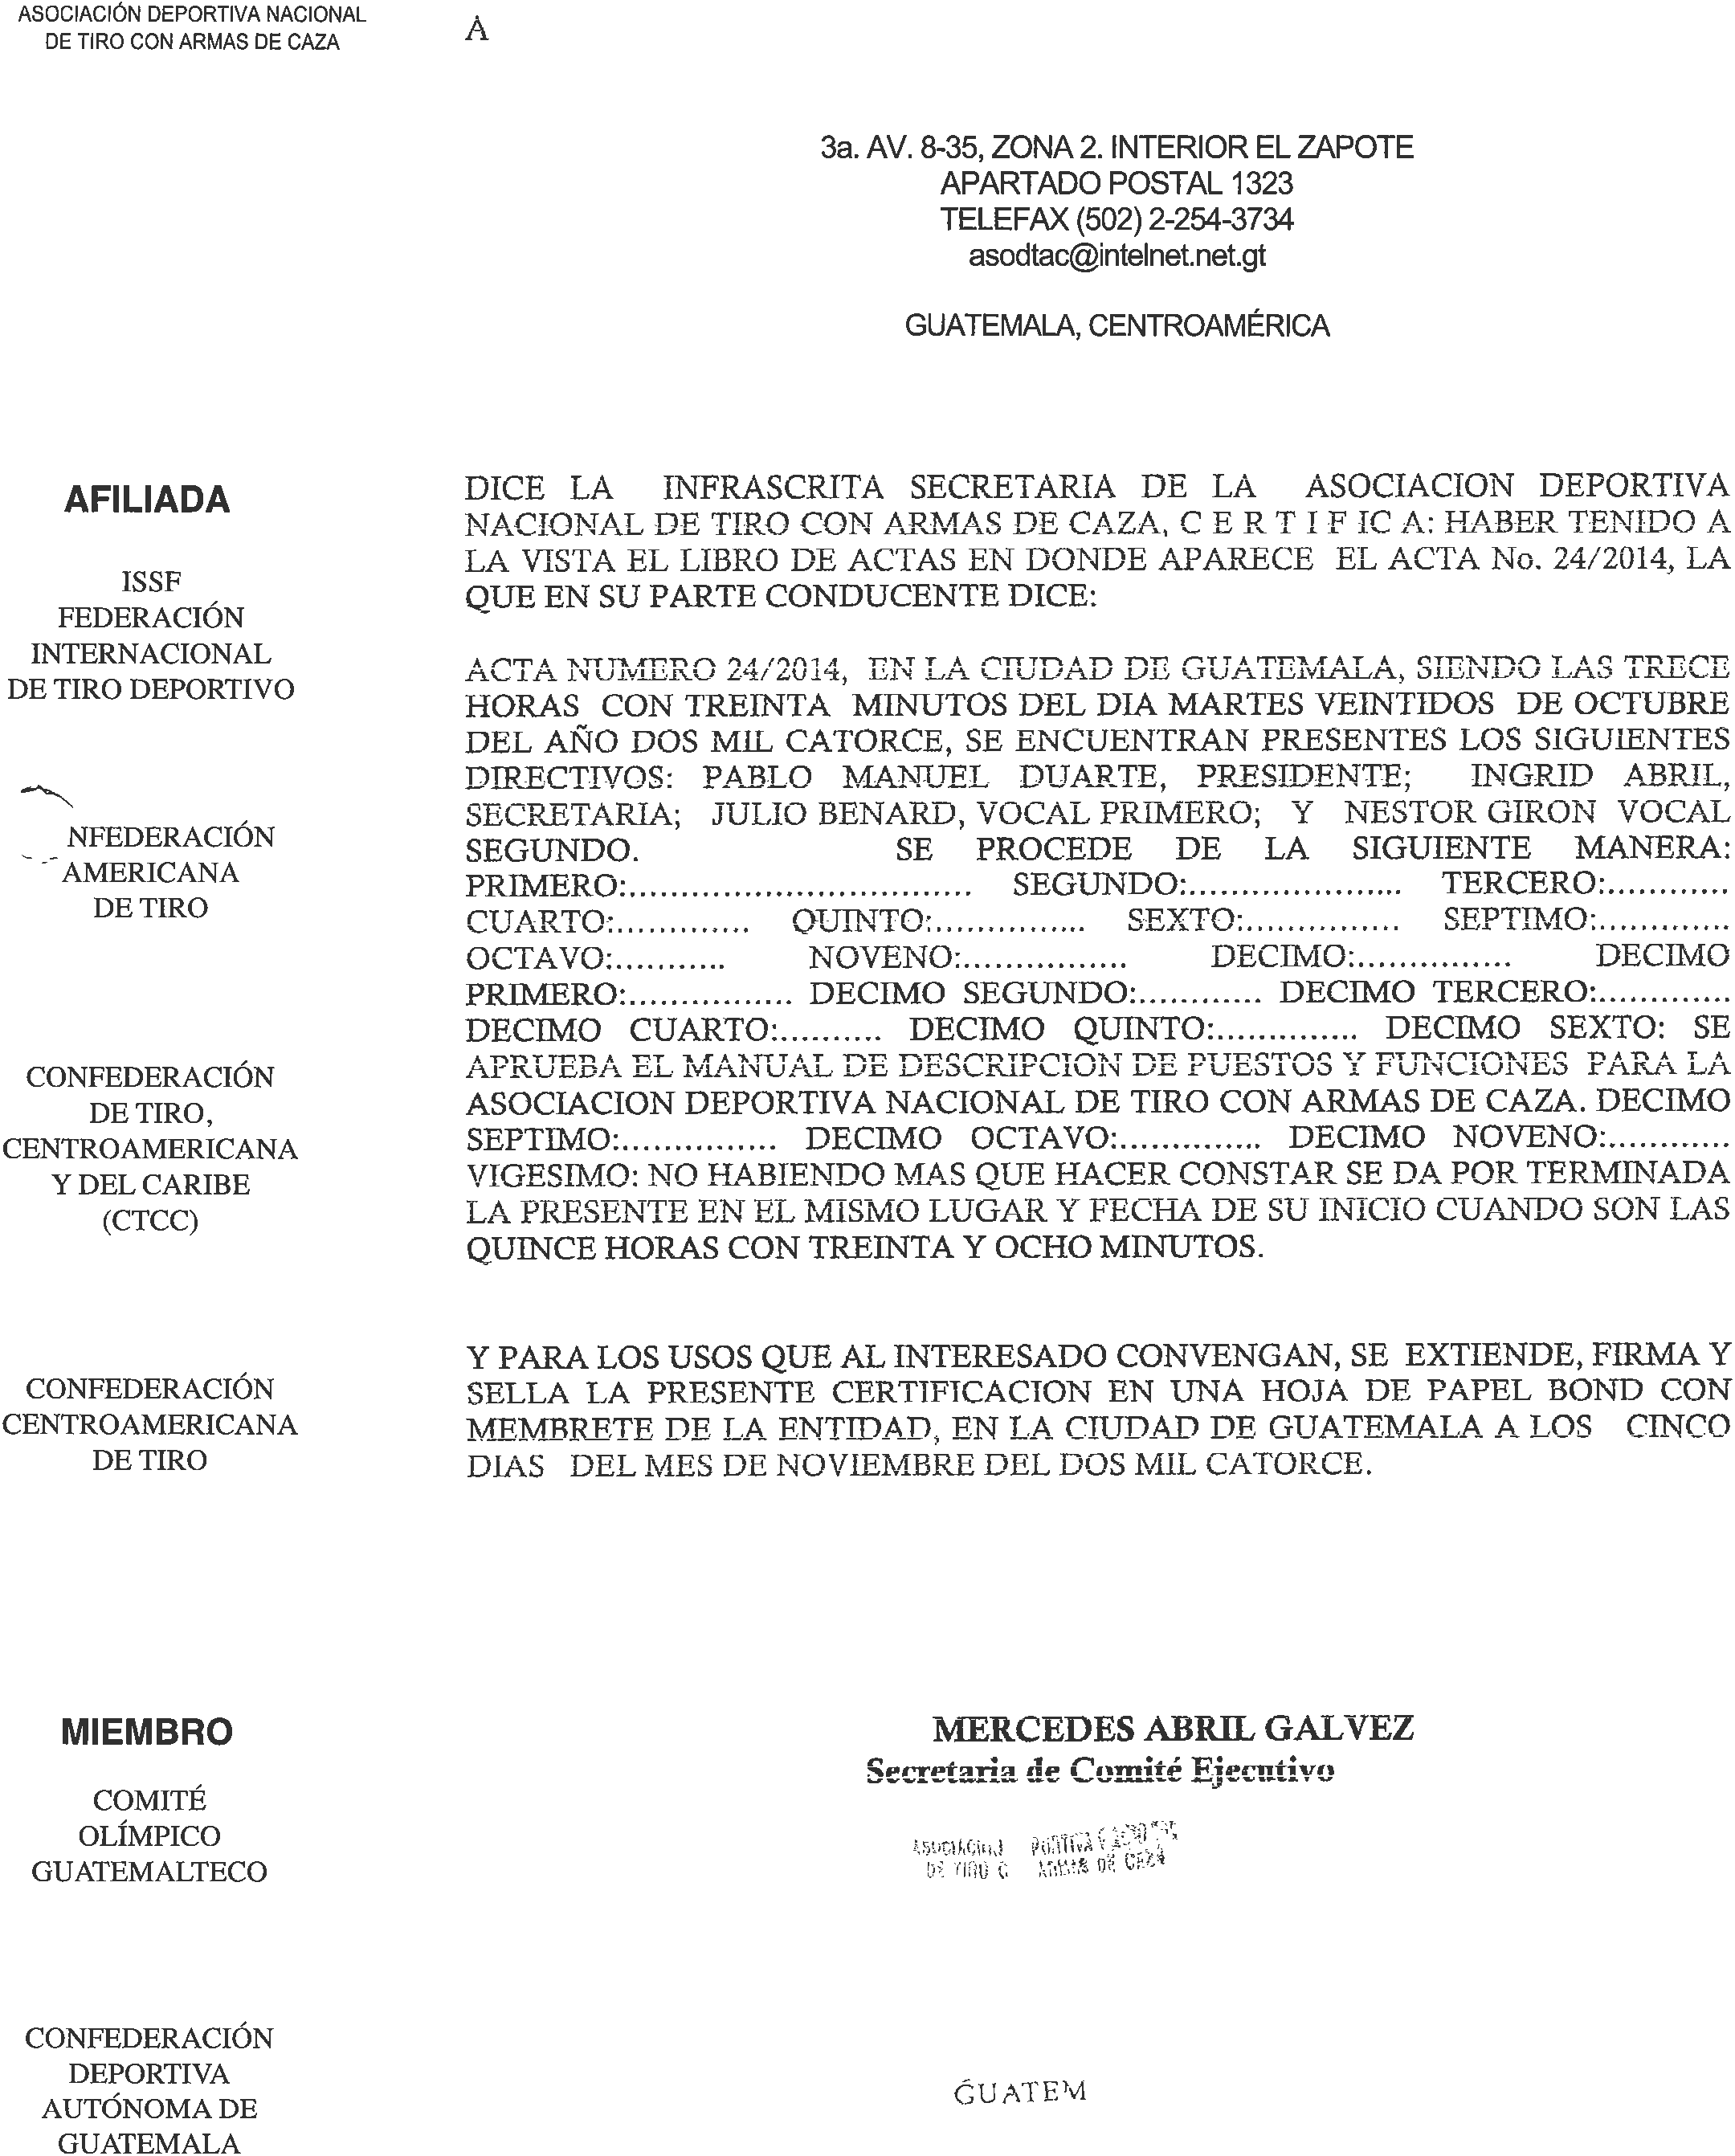 ASOCIACIÓN DEPORTIVA NACIONAL
DE TIRO CON ARMAS DE CAZA
A
3a. AV. 8-35, ZONA 2. INTERIOR EL ZAPOTE
APARTADO POSTAL 1323
TELEFAX (502) 2-254-3734
asodtac@intelnet.net.gt
GUATEMALA, CENTROAMÉRICA
AFILIADA
ISSF
FEDERACIÓN
INTERNACIONAL
DE TIRO DEPORTIVO
NFEDERACIÓN
AMERICANA
DE TIRO
CONFEDERACIÓN
DE TIRO,
CENTROAMERICANA
Y DEL CARIBE
(CTCC)
CONFEDERACIÓN
CENTROAMERICANA
DE TIRO
MIEMBRO
COMITÉ
OLÍMPICO
GUATEMALTECO
CONFEDERACIÓN
DEPORTIVA
AUTÓNOMA DE
GUATEMALA
DICE LA INFRASCRITA SECRETARIA DE LA ASOCIACION DEPORTIVA
NACIONAL DE TIRO CON ARMAS DE CAZA, C E R T I F IC A: HABER TENIDO A
LA VISTA EL LIBRO DE ACTAS EN DONDE APARECE EL ACTA No. 24/2014, LA
QUE EN SU PARTE CONDUCENTE DICE:
ACTA NUMERO 24/2014, EN LA CIUDAD DE GUATEMALA, SIENDO LAS TRECE
HORAS CON TREINTA MINUTOS DEL DIA MARTES VEINTIDOS DE OCTUBRE
DEL AÑO DOS MIL CATORCE, SE ENCUENTRAN PRESENTES LOS SIGUIENTES
DIRECTIVOS: PABLO MANUEL DUARTE, PRESIDENTE; INGRID ABRIL,
SECRETARIA; JULIO BENARD, VOCAL PRIMERO; Y NESTOR GIRON VOCAL
SEGUNDO. SE PROCEDE DE LA SIGUIENTE MANERA:
PRIMERO:............................... SEGUNDO:.................... TERCERO:............
CUARTO:............. QUINTO:............... SEXTO:............... SEPTIMO:.............
OCTAVO:........... NOVENO:................ DECIMO:............... DECIMO
PRIMERO:................ DECIMO SEGUNDO:............ DECIMO TERCERO:.............
DECIMO CUARTO:.......... DECIMO QUINTO:.............. DECIMO SEXTO: SE
APRUEBA EL MANUAL DE DESCRIPCION DE PUESTOS Y FUNCIONES PARA LA
ASOCIACION DEPORTIVA NACIONAL DE TIRO CON ARMAS DE CAZA. DECIMO
SEPTIMO:............... DECIMO OCTAVO:.............. DECIMO NOVENO:............
VIGESIMO: NO HABIENDO MAS QUE HACER CONSTAR SE DA POR TERMINADA
LA PRESENTE EN EL MISMO LUGAR Y FECHA DE SU INICIO CUANDO SON LAS
QUINCE HORAS CON TREINTA Y OCHO MINUTOS.
Y PARA LOS USOS QUE AL INTERESADO CONVENGAN, SE EXTIENDE, FIRMA Y
SELLA LA PRESENTE CERTIFICACION EN UNA HOJA DE PAPEL BOND CON
MEMBRETE DE LA ENTIDAD, EN LA CIUDAD DE GUATEMALA A LOS CINCO
DIAS DEL MES DE NOVIEMBRE DEL DOS MIL CATORCE.
MERCEDES ABRIL GALVEZ
Secretaria de Comité Ejecutivo
DE TIRO C ARMAS DE CAZA
GUATEM